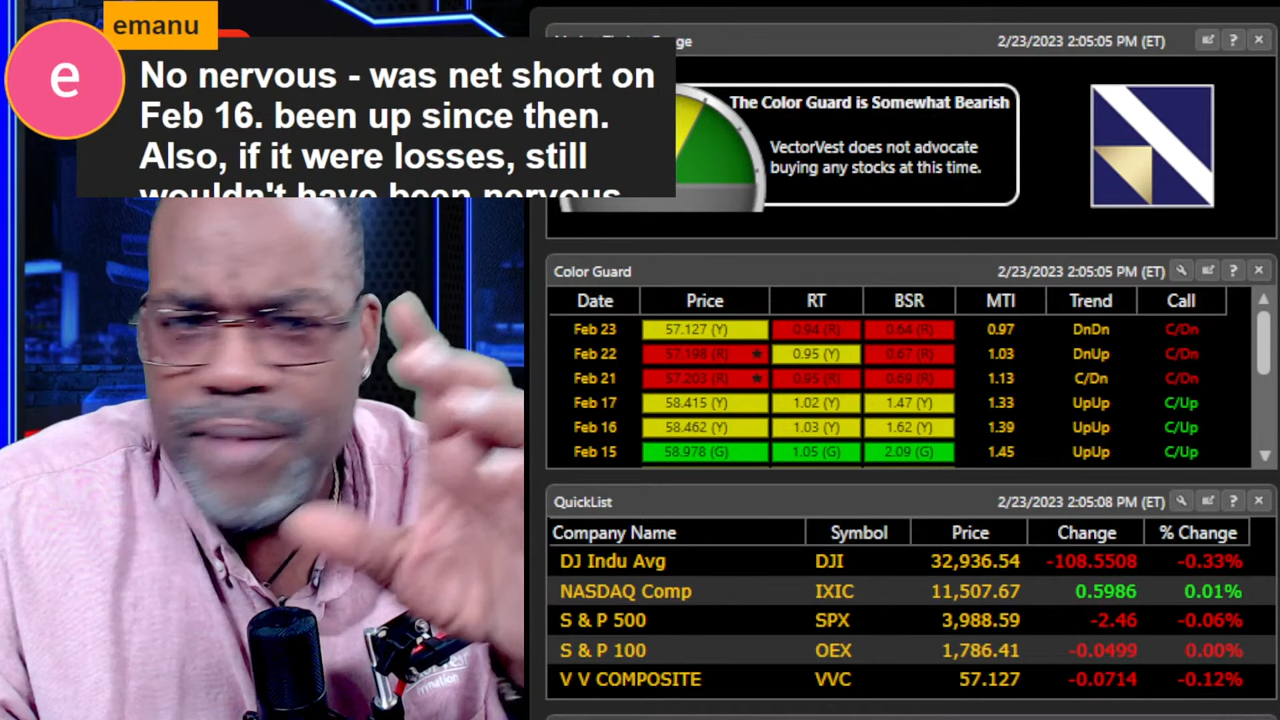 emanu
e
No nervous - was net short on
Feb 16. been up since then.
Also, if it were losses, still
wouldn't have been nervous
2/23/2023 2:05:05 PM (ET)
?
The Color Guard is Somewhat Bearish
VectorVest does not advocate
buying any stocks at this time.
Color Guard 2/23/2023 2:05:05 PM (ET) ?
Date Price RT BSR MTI Trend Call
Feb 23 57.127 (Y) 0.94 (R) 0.64 (R) 0.97 DnDn C/Dn
Feb 22 57.198 (R) ★ 0.95 (Y) 0.67 (R) 1.03 DnUp C/Dn
Feb 21 57.203 (R) ★ 0.95 (R) 0.69 (R) 1.13 C/Dn C/Dn
Feb 17 58.415 (Y) 1.02 (Y) 1.47 (Y) 1.33 UpUp C/Up
Feb 16 58.462 (Y) 1.03 (Y) 1.62 (Y) 1.39 UpUp C/Up
Feb 15 58.978 (G) 1.05 (G) 2.09 (G) 1.45 UpUp C/Up
QuickList 2/23/2023 2:05:08 PM (ET) ?
Company Name Symbol Price Change % Change
DJ Indu Avg DJI 32,936.54 -108.5508 -0.33%
NASDAQ Comp IXIC 11,507.67 0.5986 0.01%
S & P 500 SPX 3,988.59 -2.46 -0.06%
S & P 100 OEX 1,786.41 -0.0499 0.00%
V V COMPOSITE VVC 57.127 -0.0714 -0.12%